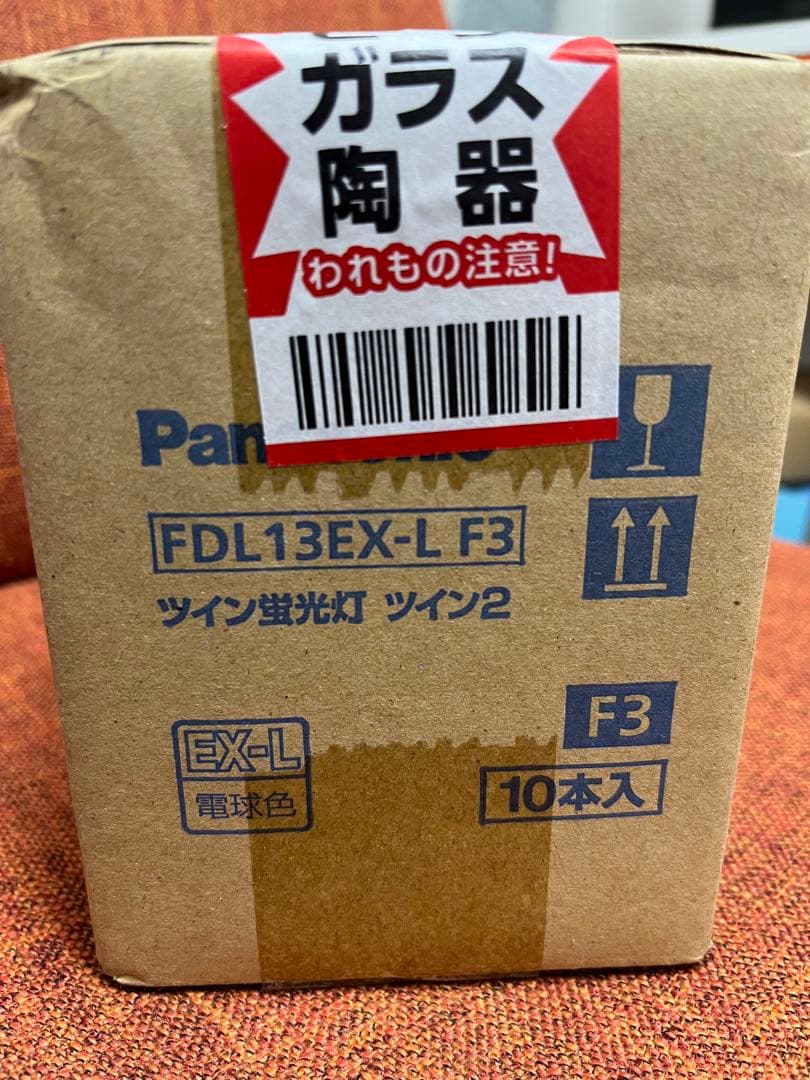 ガラス
陶器
われもの注意!
FDL13EX-L F3
ツイン蛍光灯 ツイン2
F3
EX-L
電球色
10本入